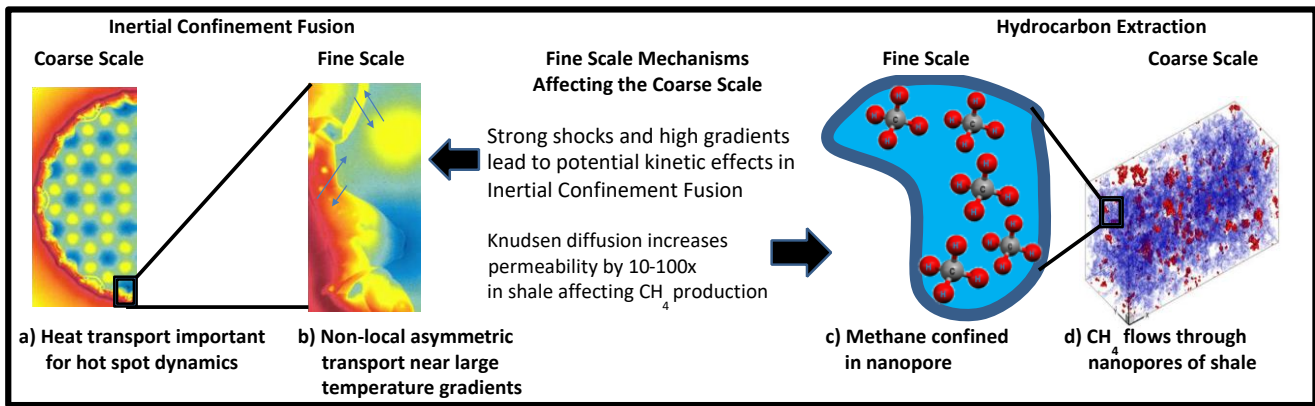 Inertial Confinement Fusion
Hydrocarbon Extraction
Coarse Scale
Fine Scale
Fine Scale Mechanisms
Affecting the Coarse Scale
Fine Scale
Coarse Scale
Strong shocks and high gradients
lead to potential kinetic effects in
Inertial Confinement Fusion
Knudsen diffusion increases
permeability by 10-100x
in shale affecting CH4 production
H
H
C
H
H
H
H
C
H
H
H
H
C
H
H
H
H
C
H
H
H
H
C
H
H
a) Heat transport important
for hot spot dynamics
b) Non-local asymmetric
transport near large
temperature gradients
c) Methane confined
in nanopore
d) CH4 flows through
nanopores of shale